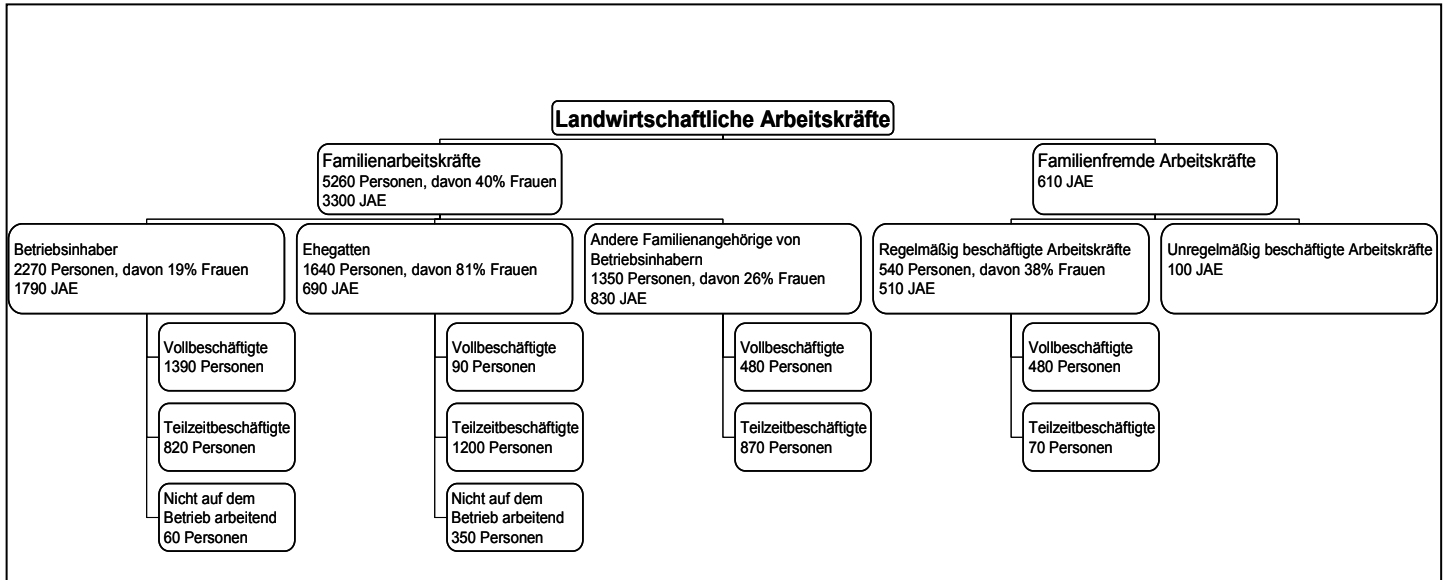 Landwirtschaftliche Arbeitskräfte
Familienarbeitskräfte
5260 Personen, davon 40% Frauen
3300 JAE
Familienfremde Arbeitskräfte
610 JAE
Betriebsinhaber
2270 Personen, davon 19% Frauen
1790 JAE
Ehegatten
1640 Personen, davon 81% Frauen
690 JAE
Andere Familienangehörige von
Betriebsinhabern
1350 Personen, davon 26% Frauen
830 JAE
Regelmäßig beschäftigte Arbeitskräfte
540 Personen, davon 38% Frauen
510 JAE
Unregelmäßig beschäftigte Arbeitskräfte
100 JAE
Vollbeschäftigte
1390 Personen
Teilzeitbeschäftigte
820 Personen
Nicht auf dem
Betrieb arbeitend
60 Personen
Vollbeschäftigte
90 Personen
Teilzeitbeschäftigte
1200 Personen
Nicht auf dem
Betrieb arbeitend
350 Personen
Vollbeschäftigte
480 Personen
Teilzeitbeschäftigte
870 Personen
Vollbeschäftigte
480 Personen
Teilzeitbeschäftigte
70 Personen